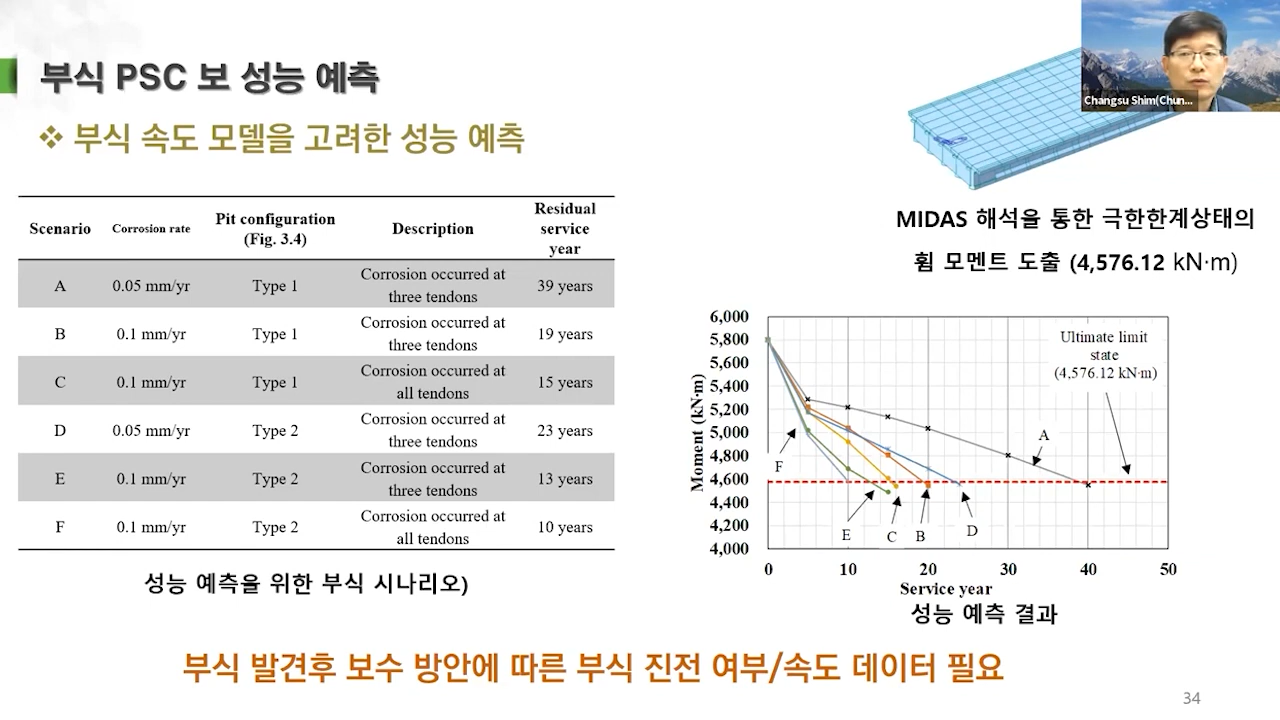 부식 PSC 보 성능 예측
❖ 부식 속도 모델을 고려한 성능 예측
Changsu Shim(Chun...
Scenario Corrosion rate Pit configuration (Fig. 3.4) Description Residual service year
A 0.05 mm/yr Type 1 Corrosion occurred at three tendons 39 years
B 0.1 mm/yr Type 1 Corrosion occurred at three tendons 19 years
C 0.1 mm/yr Type 1 Corrosion occurred at all tendons 15 years
D 0.05 mm/yr Type 2 Corrosion occurred at three tendons 23 years
E 0.1 mm/yr Type 2 Corrosion occurred at three tendons 13 years
F 0.1 mm/yr Type 2 Corrosion occurred at all tendons 10 years
성능 예측을 위한 부식 시나리오)
MIDAS 해석을 통한 극한한계상태의
휨 모멘트 도출 (4,576.12 kN·m)
Moment (kN·m)
6,000
5,800
5,600
5,400
5,200
5,000
4,800
4,600
4,400
4,200
4,000
Ultimate limit
state
(4,576.12 kN·m)
A
F
E C B D
0 10 20 30 40 50
Service year
성능 예측 결과
부식 발견후 보수 방안에 따른 부식 진전 여부/속도 데이터 필요
34